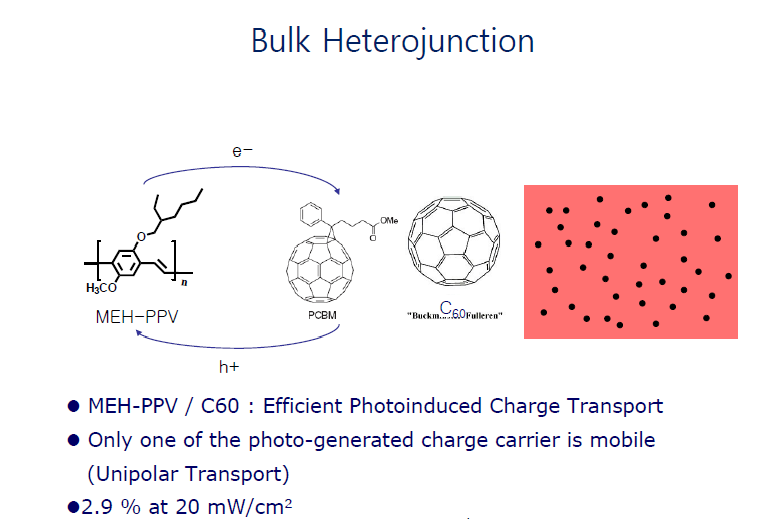 Bulk Heterojunction
e−
O
H₃CO
n
OMe
O
MEH−PPV
PCBM
C60
"Buckm Fulleren"
h+
● MEH-PPV / C60 : Efficient Photoinduced Charge Transport
● Only one of the photo-generated charge carrier is mobile
(Unipolar Transport)
●2.9 % at 20 mW/cm²